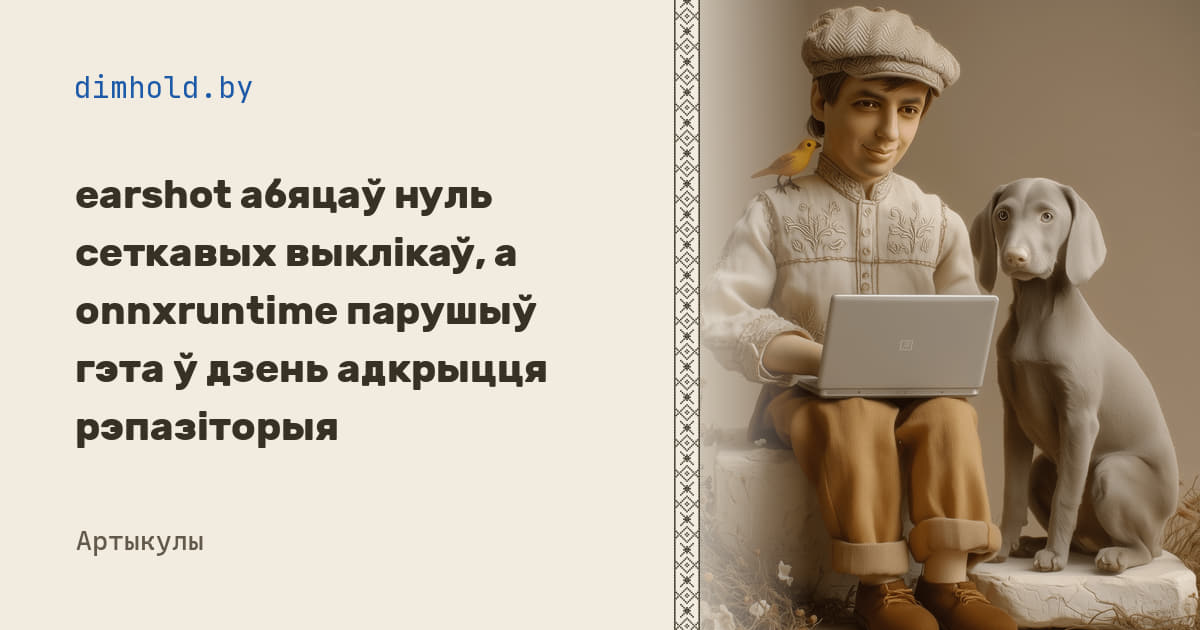 dimhold.by
earshot абяцаў нуль
сеткавых выклікаў, а
onnxruntime парушыў
гэта ў дзень адкрыцця
рэпазіторыя
Артыкулы